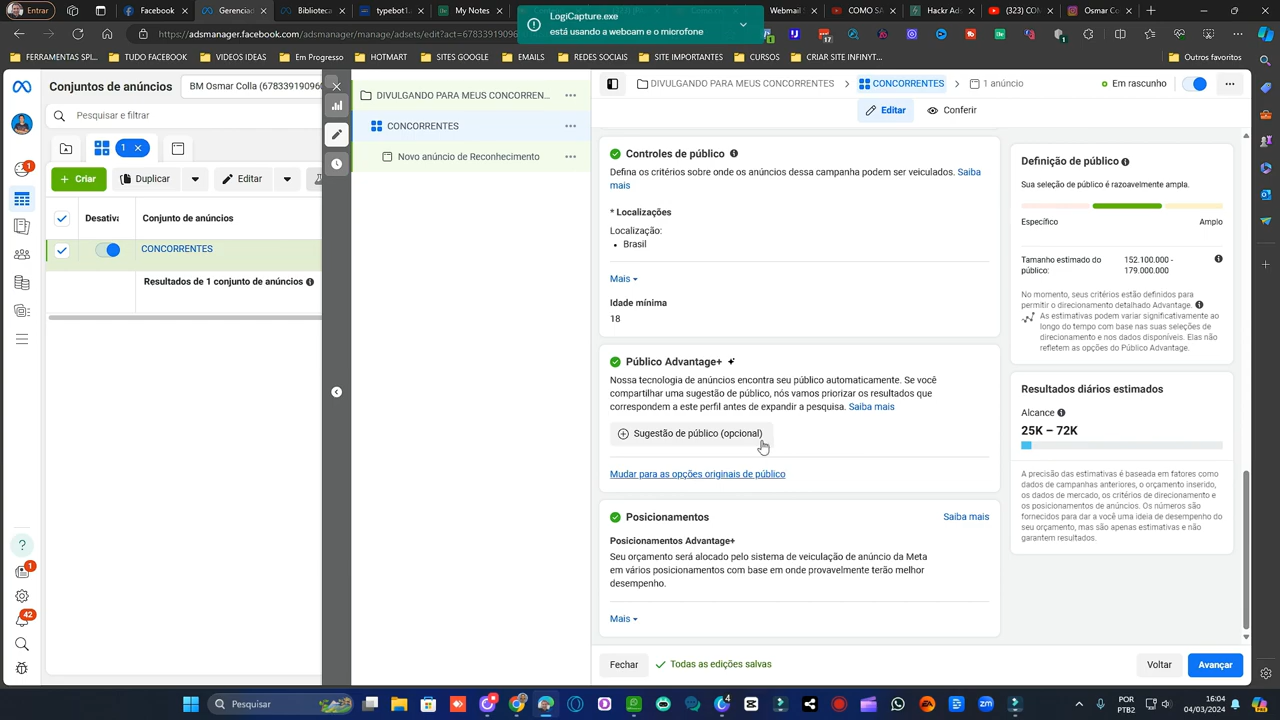 LogiCapture.exe
está usando a webcam e o microfone
Facebook
Gerencia
typebot
My Notes
COMO SA
(323) DON
Osmar A
https://adsmanager.facebook.com/adsmanager/manage/adsets/edit?act=67833919096
FERRAMENTAS
SITES
TUDO FACEBOOK
VIDEOS IDEAS
Em Progresso
HOTMART
SITES GOOGLE
EMAILS
REDES SOCIAIS
CURSOS
SITES IMPORTANTES
FUNIL
Outros favoritos
Conjuntos de anúncios
BM Osmar Colla (6783391909
Pesquise e filtrar
1
Criar
Duplicar
Editar
Desativa
Conjunto de anúncios
CONCORRENTES
Resultados de 1 conjunto de anúncios
1
1
42
DIVULGANDO PARA MEUS CONCORREN...
CONCORRENTES
Novo anúncio de Reconhecimento
DIVULGANDO PARA MEUS CONCORRENTES
CONCORRENTES
1 anúncio
Em rascunho
Editar
Conferir
Controles de público
Defina os critérios sobre onde os anúncios dessa campanha podem ser veiculados. Saiba
mais
* Localizações
Localização:
• Brasil
Mais
Idade mínima
18
Público Advantage+
Nossa tecnologia de anúncios encontra seu público automaticamente. Se você
compartilhar uma sugestão de público, nós vamos priorizar os resultados que
correspondem a este perfil antes de expandir a pesquisa. Saiba mais
Sugestão de público (opcional)
Mudar para as opções originais de público
Posicionamentos
Saiba mais
Posicionamentos Advantage+
Seu orçamento será alocado pelo sistema de veiculação de anúncio da Meta
em vários posicionamentos com base em onde provavelmente terão melhor
desempenho.
Mais
Definição de público
Sua seleção de público é razoavelmente ampla.
Específico
Amplo
Tamanho estimado do
público:
152.100.000 -
179.000.000
No momento, seus critérios estão definidos para
permitir o direcionamento detalhado Advantage.
As estimativas podem variar significativamente ao
longo do tempo com base nas suas seleções de
direcionamento e nos dados disponíveis. Elas não
refletem as opções do Público Advantage.
Resultados diários estimados
Alcance
25K – 72K
A precisão das estimativas é baseada em fatores como
dados de campanhas anteriores, o orçamento inserido,
os dados de mercado, os critérios de direcionamento e
os posicionamentos de anúncios. Os números são
fornecidos para dar a você uma ideia de desempenho do
seu orçamento, mas são apenas estimativas e não
garantem resultados.
Fechar
Todas as edições salvas
Voltar
Avançar
Pesquisar
POR
PTB2
16:04
04/03/2024